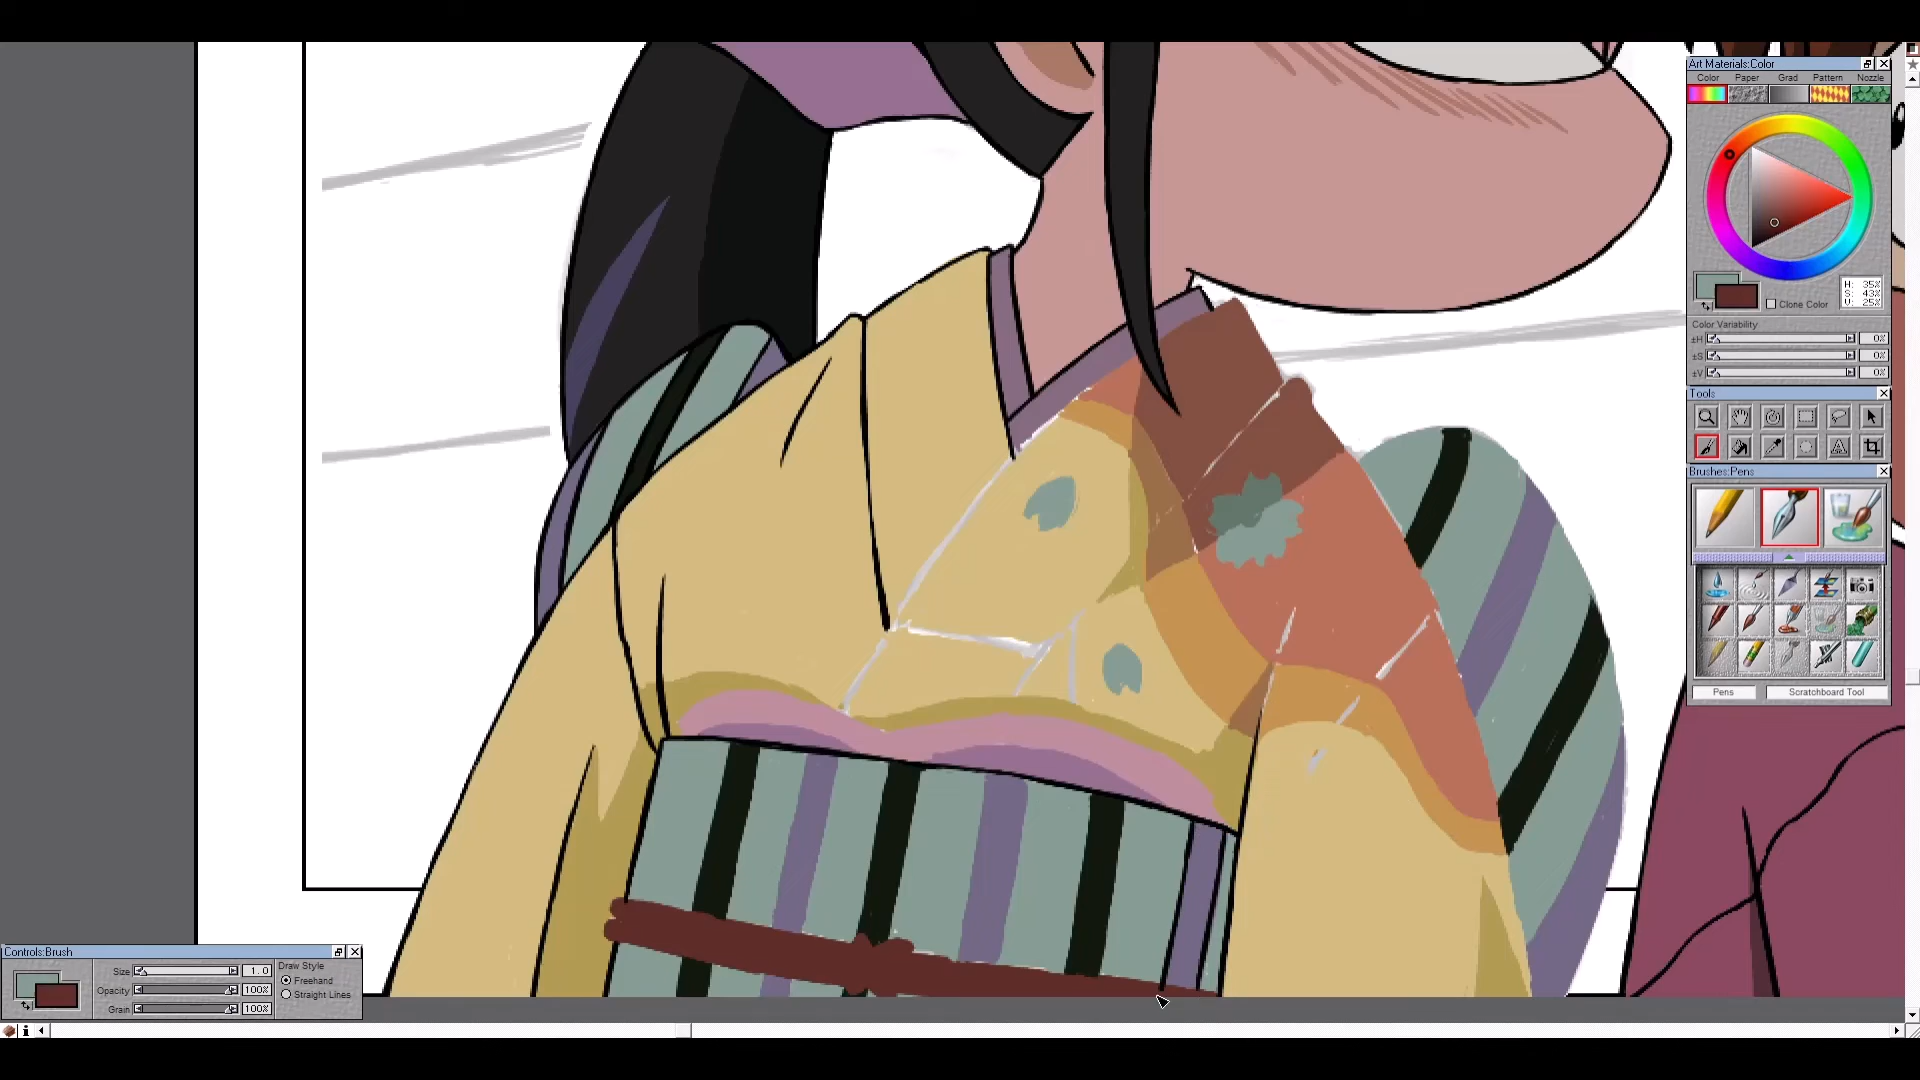 Art Materials:Color
Color Paper Grad Pattern Nozzle
H: 35%
S: 43%
V: 25%
Clone Color
Color Variability
±H 0%
±S 0%
±V 0%
Tools
Brushes:Pens
Pens Scratchboard Tool
Controls:Brush
Size 1.0
Opacity 100%
Grain 100%
Draw Style
Freehand
Straight Lines